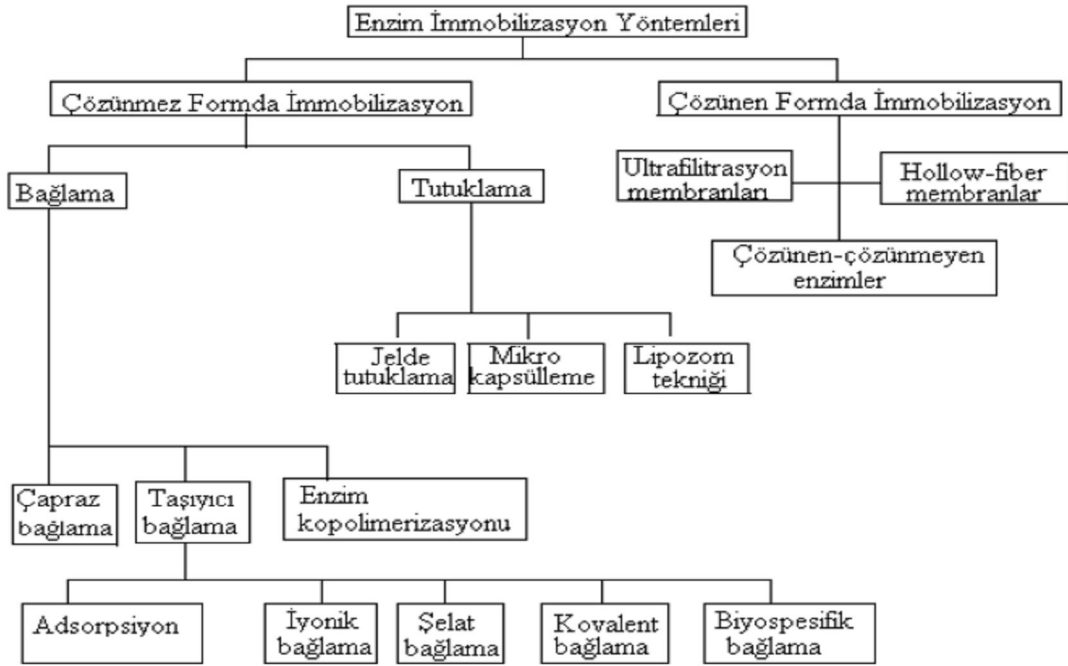 Enzim İmmobilizasyon Yöntemleri
Çözünmez Formda İmmobilizasyon
Çözünen Formda İmmobilizasyon
Bağlama
Tutuklama
Ultrafilitrasyon
membranları
Hollow-fiber
membranlar
Çözünen-çözünmeyen
enzimler
Jelde
tutuklama
Mikro
kapsülleme
Lipozom
tekniği
Çapraz
bağlama
Taşıyıcı
bağlama
Enzim
kopolimerizasyonu
Adsorpsiyon
İyonik
bağlama
Şelat
bağlama
Kovalent
bağlama
Biyospesifik
bağlama